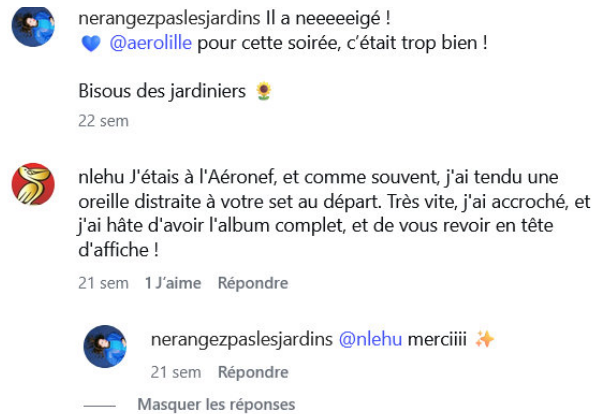 nerangezpaslesjardins Il a neeeeeigé !
💙 @aerolille pour cette soirée, c’était trop bien !
Bisous des jardiniers 🌻
22 sem
nlehu J'étais à l'Aéronef, et comme souvent, j'ai tendu une
oreille distraite à votre set au départ. Très vite, j'ai accroché, et
j'ai hâte d'avoir l'album complet, et de vous revoir en tête
d'affiche !
21 sem 1 J’aime Répondre
nerangezpaslesjardins @nlehu merciiii ✨
21 sem Répondre
Masquer les réponses